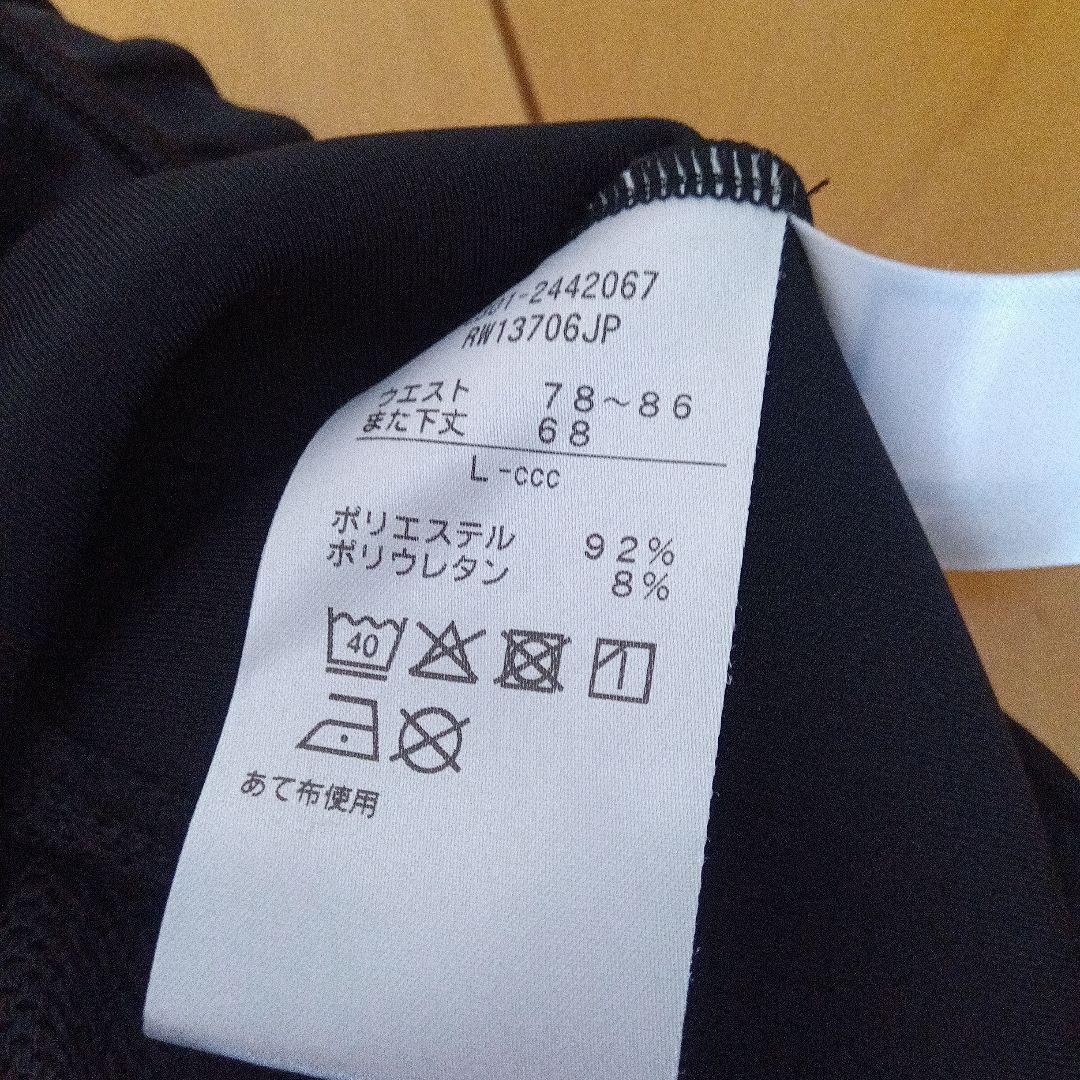 -2442067
RW13706JP
ウエスト 78～86
また下丈 68
L-ccc
ポリエステル 92%
ポリウレタン 8%
40
あて布使用